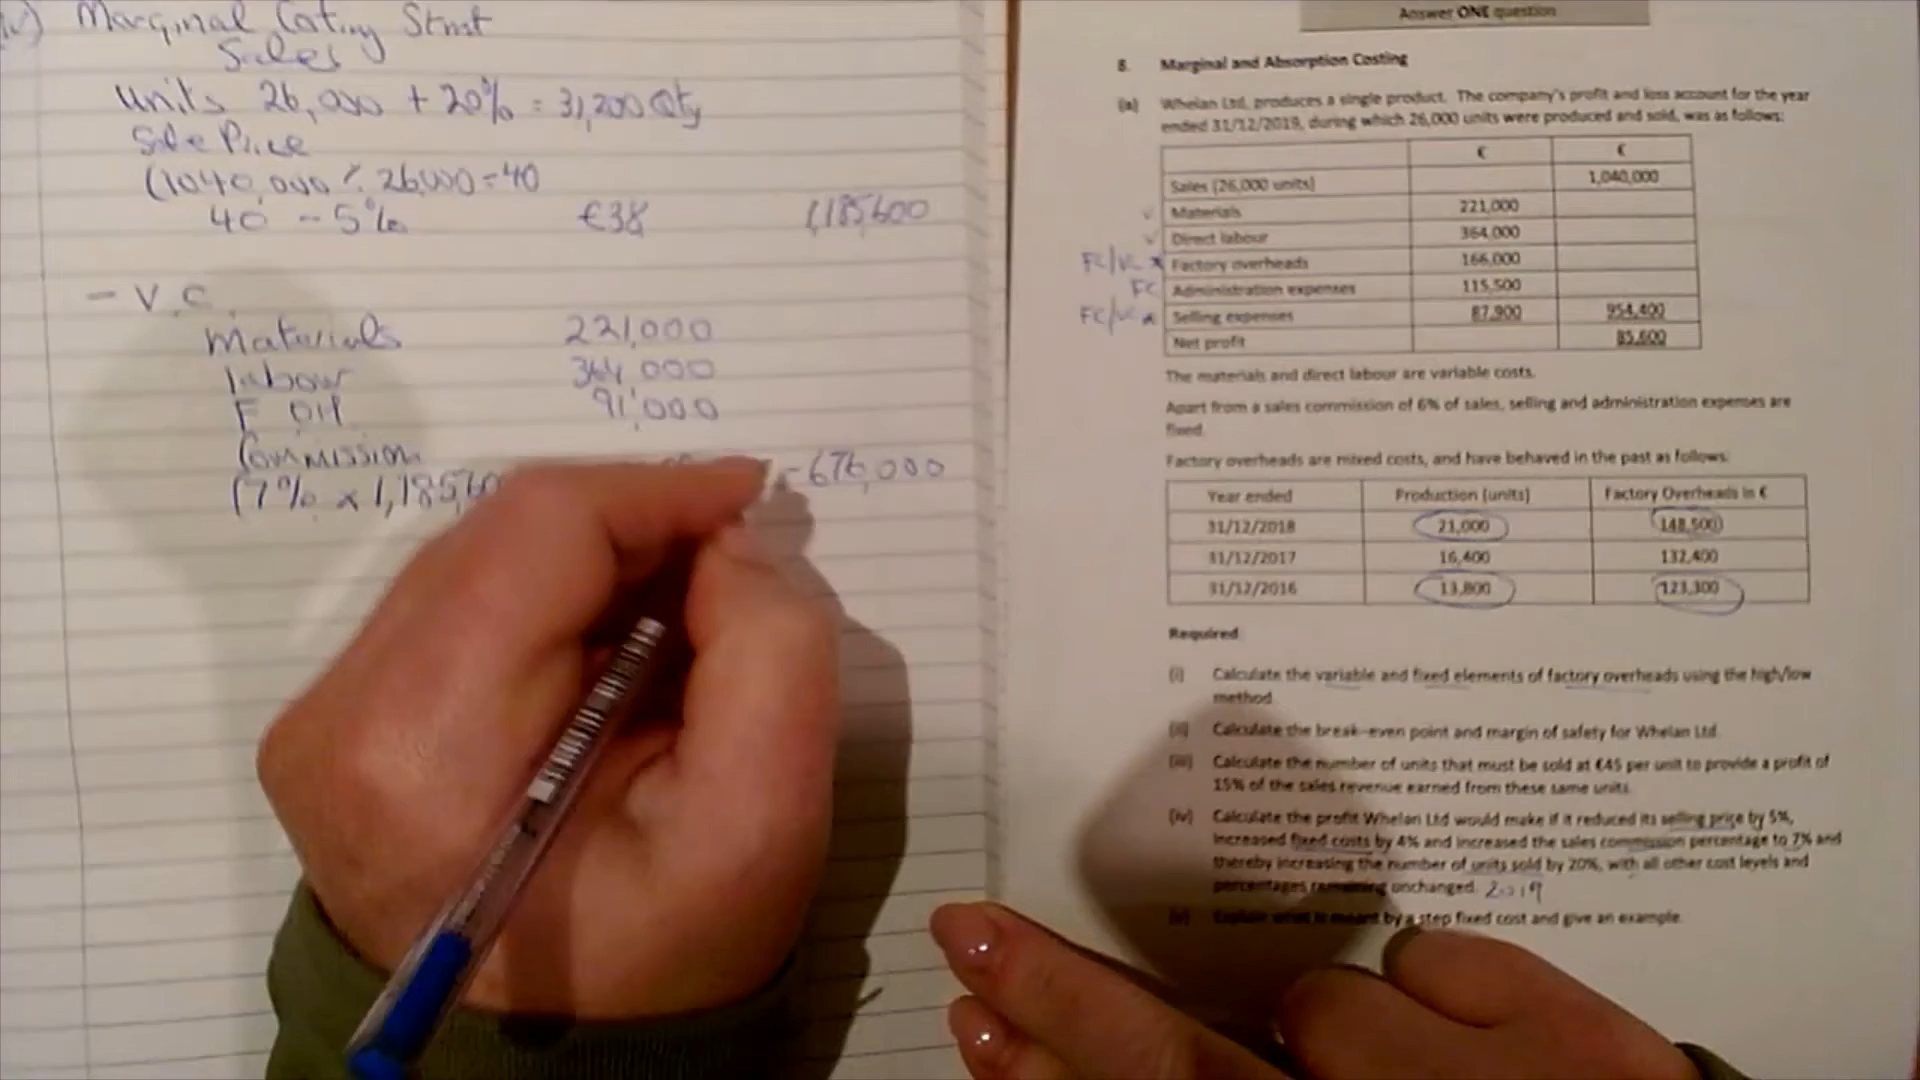 iv) Marginal Costing Stmt
Sales
Units 26,000 + 20% = 31,200 Qty
Sale Price
(1040,000 ÷ 26,000 = 40
40 - 5% €38 1,185,600
- V.C.
Materials 221,000
labour 364,000
F OH 91,000
Commission
(7% x 1,185,60 -676,000
Answer ONE question
8. Marginal and Absorption Costing
(a) Whelan Ltd. produces a single product. The company's profit and loss account for the year
ended 31/12/2019, during which 26,000 units were produced and sold, was as follows:
€ €
Sales (26,000 units) 1,040,000
✓ Materials 221,000
✓ Direct labour 364,000
FC/VC * Factory overheads 166,000
FC Administration expenses 115,500
FC/VC * Selling expenses 87,900 954,400
Net profit 85,600
The materials and direct labour are variable costs.
Apart from a sales commission of 6% of sales, selling and administration expenses are
fixed.
Factory overheads are mixed costs, and have behaved in the past as follows:
Year ended Production (units) Factory Overheads in €
31/12/2018 21,000 148,500
31/12/2017 16,400 132,400
31/12/2016 13,800 123,300
Required
(i) Calculate the variable and fixed elements of factory overheads using the high/low
method.
(ii) Calculate the break-even point and margin of safety for Whelan Ltd.
(iii) Calculate the number of units that must be sold at €45 per unit to provide a profit of
15% of the sales revenue earned from these same units.
(iv) Calculate the profit Whelan Ltd would make if it reduced its selling price by 5%,
increased fixed costs by 4% and increased the sales commission percentage to 7% and
thereby increasing the number of units sold by 20%, with all other cost levels and
percentages remaining unchanged. 2019
(v) Explain what is meant by a step fixed cost and give an example.